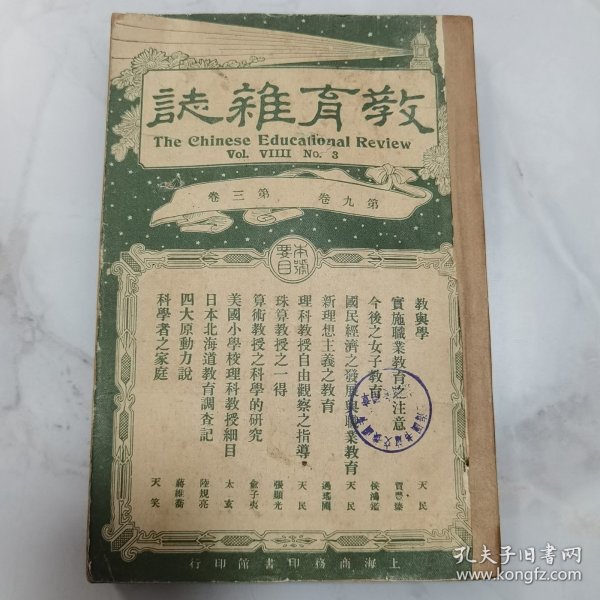 教育雜誌
The Chinese Educational Review
Vol. VIIII No. 3
第九卷 第三卷
本號要目
教與學 天民
實施職業教育之注意 賈豐臻
今後之女子教育 侯鴻鑑
國民經濟之發展與職業教育 天民
新理想主義之教育 過瑤圃
理科教授自由觀察之指導 天民
珠算教授之一得 張顯光
算術教授之科學的研究 俞子夷
美國小學校理科教授細目 太玄
日本北海道教育調查記 陸規亮
四大原動力說 蔣維喬
科學者之家庭 天笑
上海商務印書館印行
孔夫子旧书网
www.kongfz.com